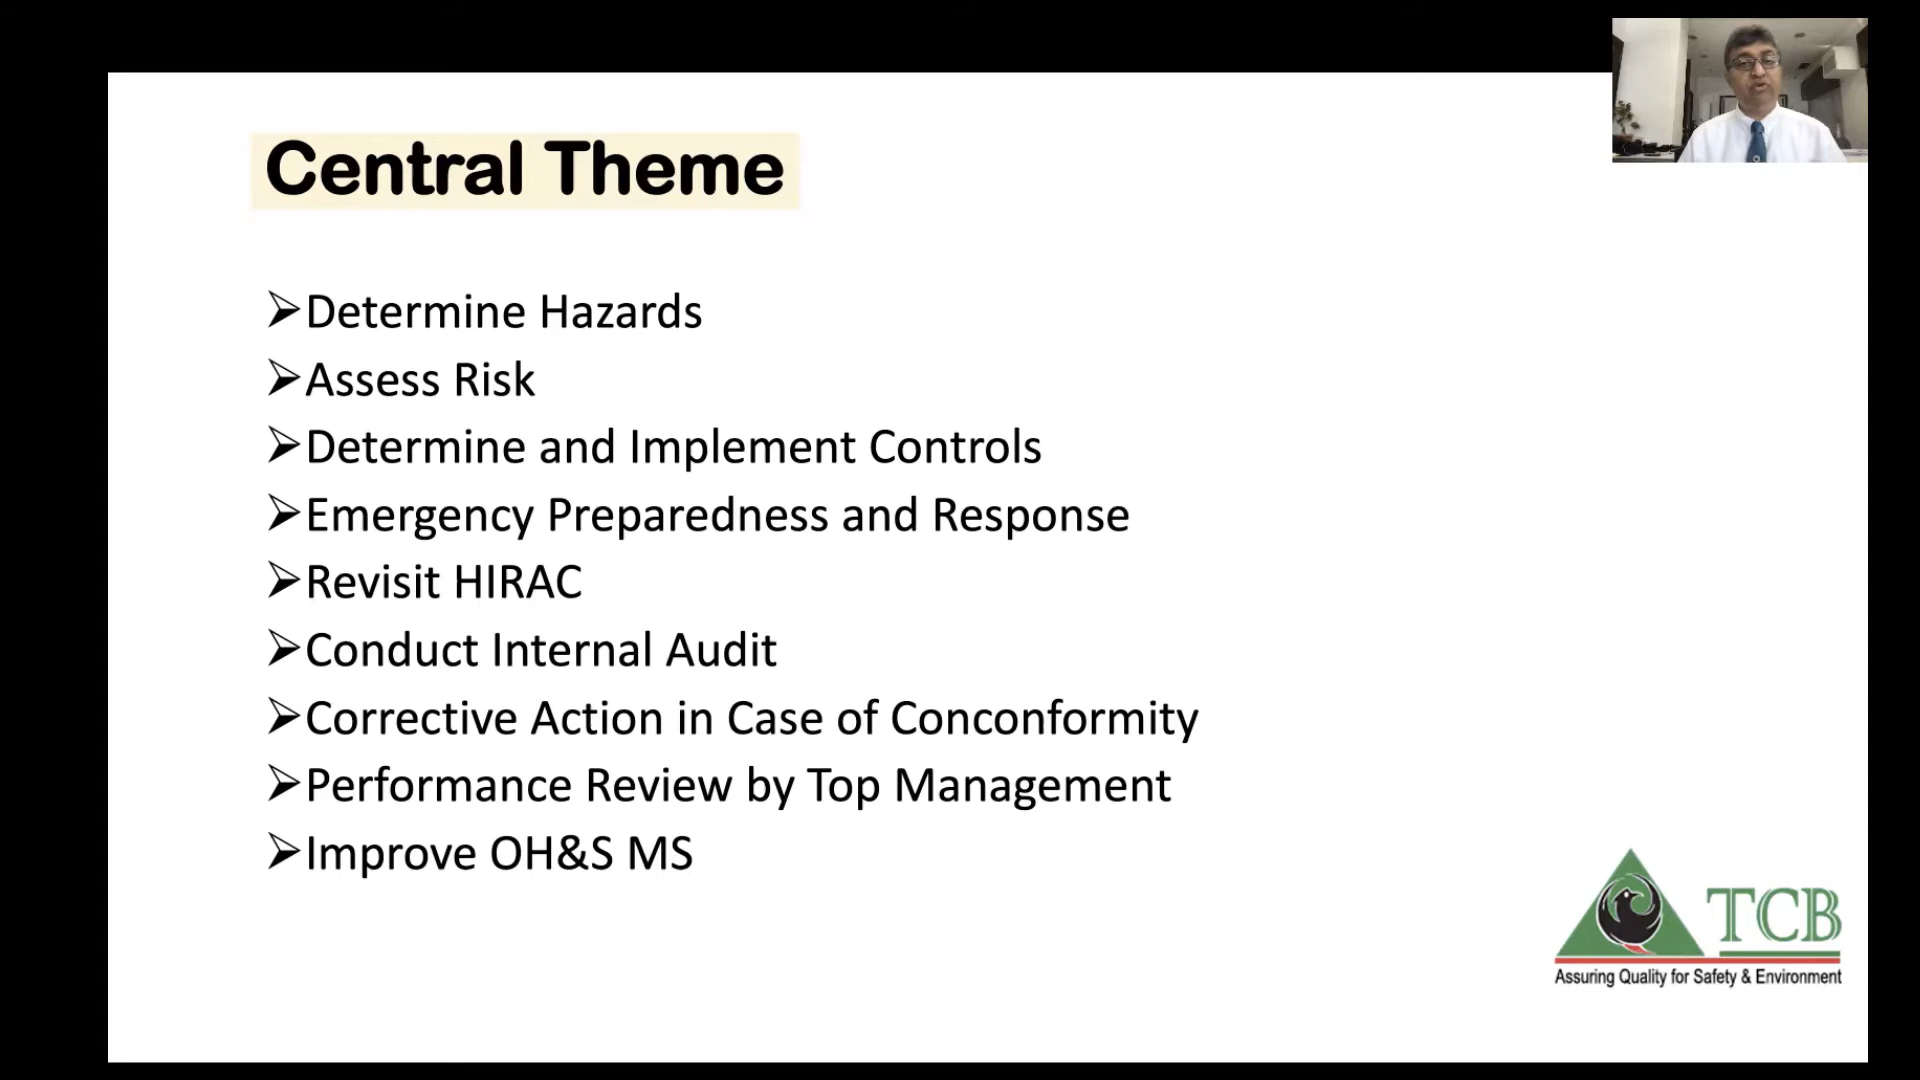 Central Theme
Determine Hazards
Assess Risk
Determine and Implement Controls
Emergency Preparedness and Response
Revisit HIRAC
Conduct Internal Audit
Corrective Action in Case of Conconformity
Performance Review by Top Management
Improve OH&S MS
TCB
Assuring Quality for Safety & Environment